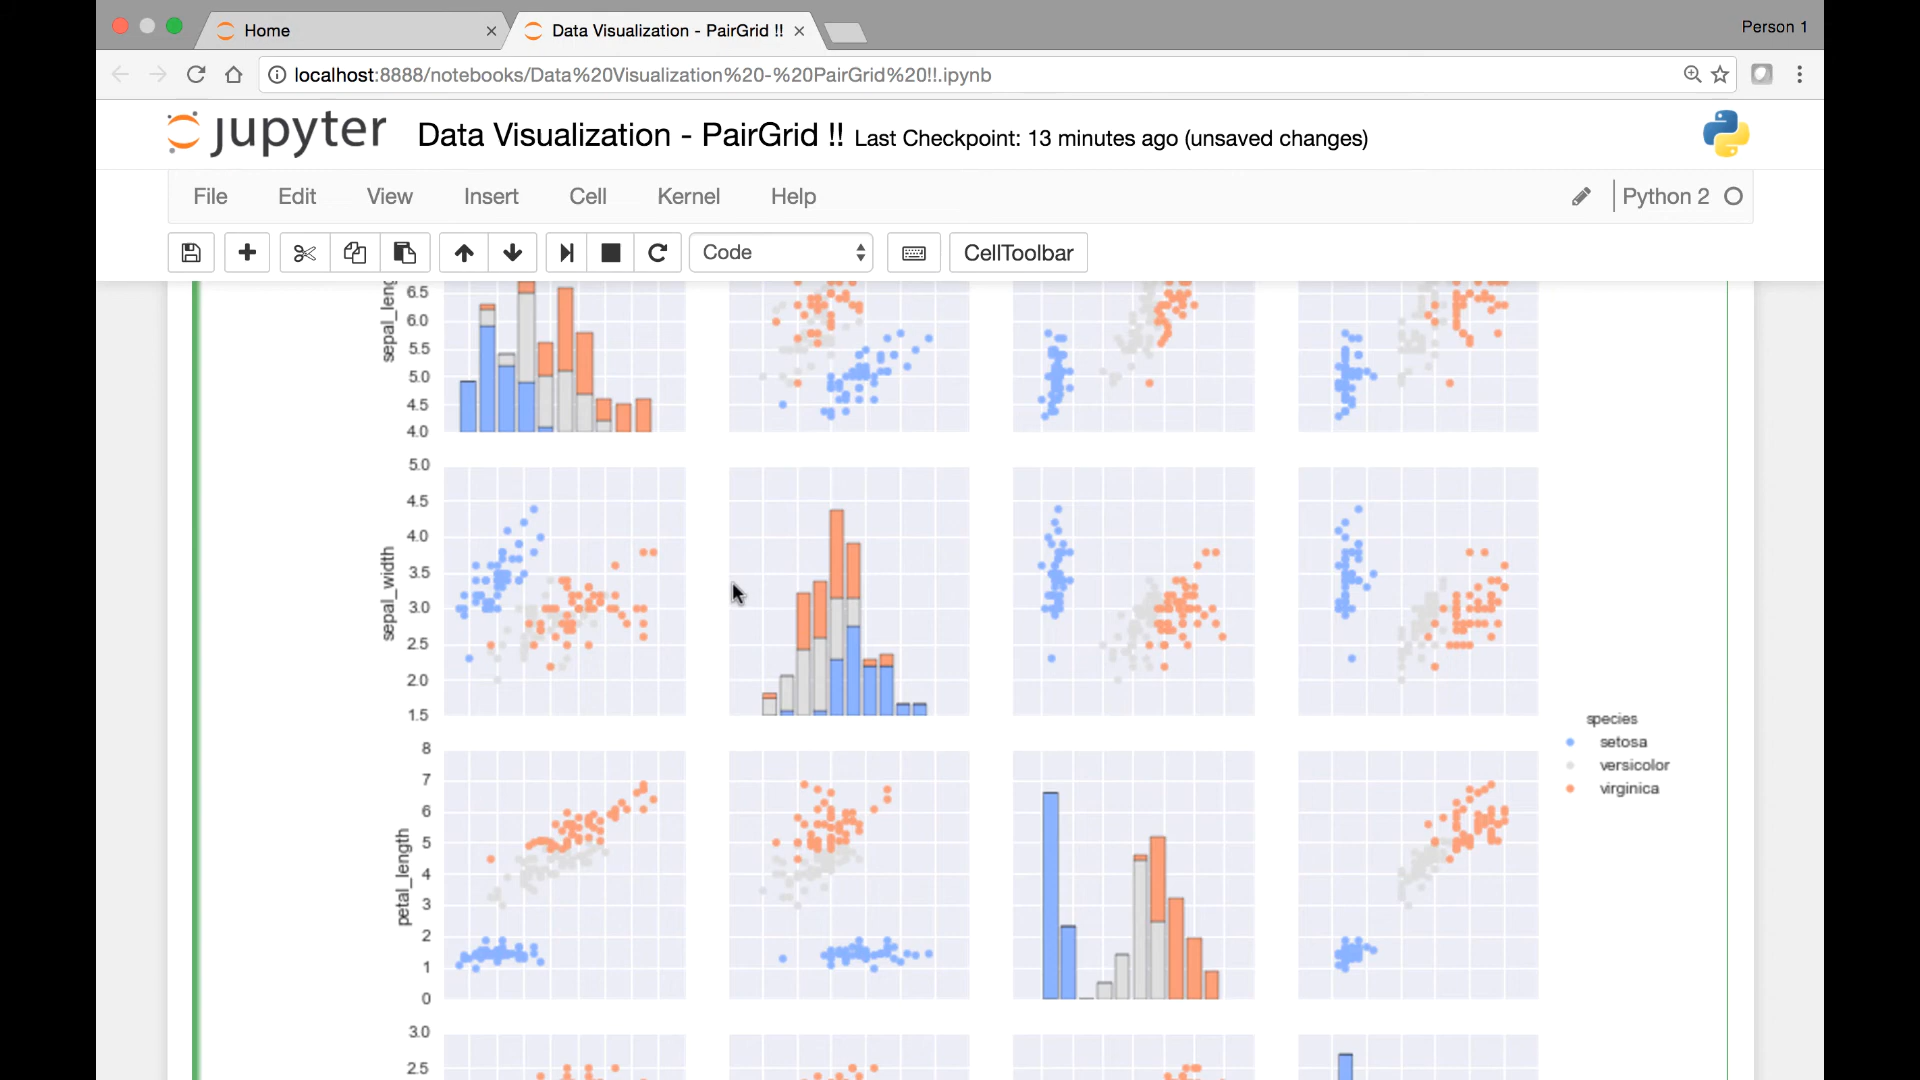 Home
Data Visualization - PairGrid !!
Person 1
localhost:8888/notebooks/Data%20Visualization%20-%20PairGrid%20!!.ipynb
jupyter Data Visualization - PairGrid !! Last Checkpoint: 13 minutes ago (unsaved changes)
File Edit View Insert Cell Kernel Help Python 2
Code CellToolbar
6.5
6.0
5.5
5.0
4.5
4.0
5.0
4.5
4.0
3.5
sepal_width
3.0
2.5
2.0
1.5
species
setosa
versicolor
virginica
8
7
6
5
petal_length
4
3
2
1
0
3.0
2.5